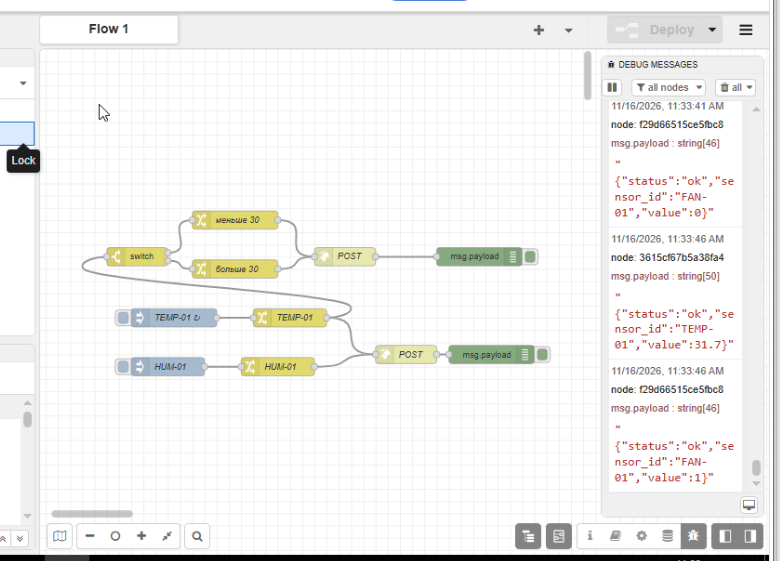 Flow 1
Deploy
DEBUG MESSAGES
all nodes
all
11/16/2026, 11:33:41 AM
node: f29d66515ce5fbc8
msg.payload : string[46]
"
{"status":"ok","se
nsor_id":"FAN-
01","value":0}"
11/16/2026, 11:33:46 AM
node: 3615cf67b5a38fa4
msg.payload : string[50]
"
{"status":"ok","se
nsor_id":"TEMP-
01","value":31.7}"
11/16/2026, 11:33:46 AM
node: f29d66515ce5fbc8
msg.payload : string[46]
"
{"status":"ok","se
nsor_id":"FAN-
01","value":1}"
Lock
меньше 30
switch
больше 30
POST
msg.payload
TEMP-01 ↻
TEMP-01
HUM-01
HUM-01
POST
msg.payload